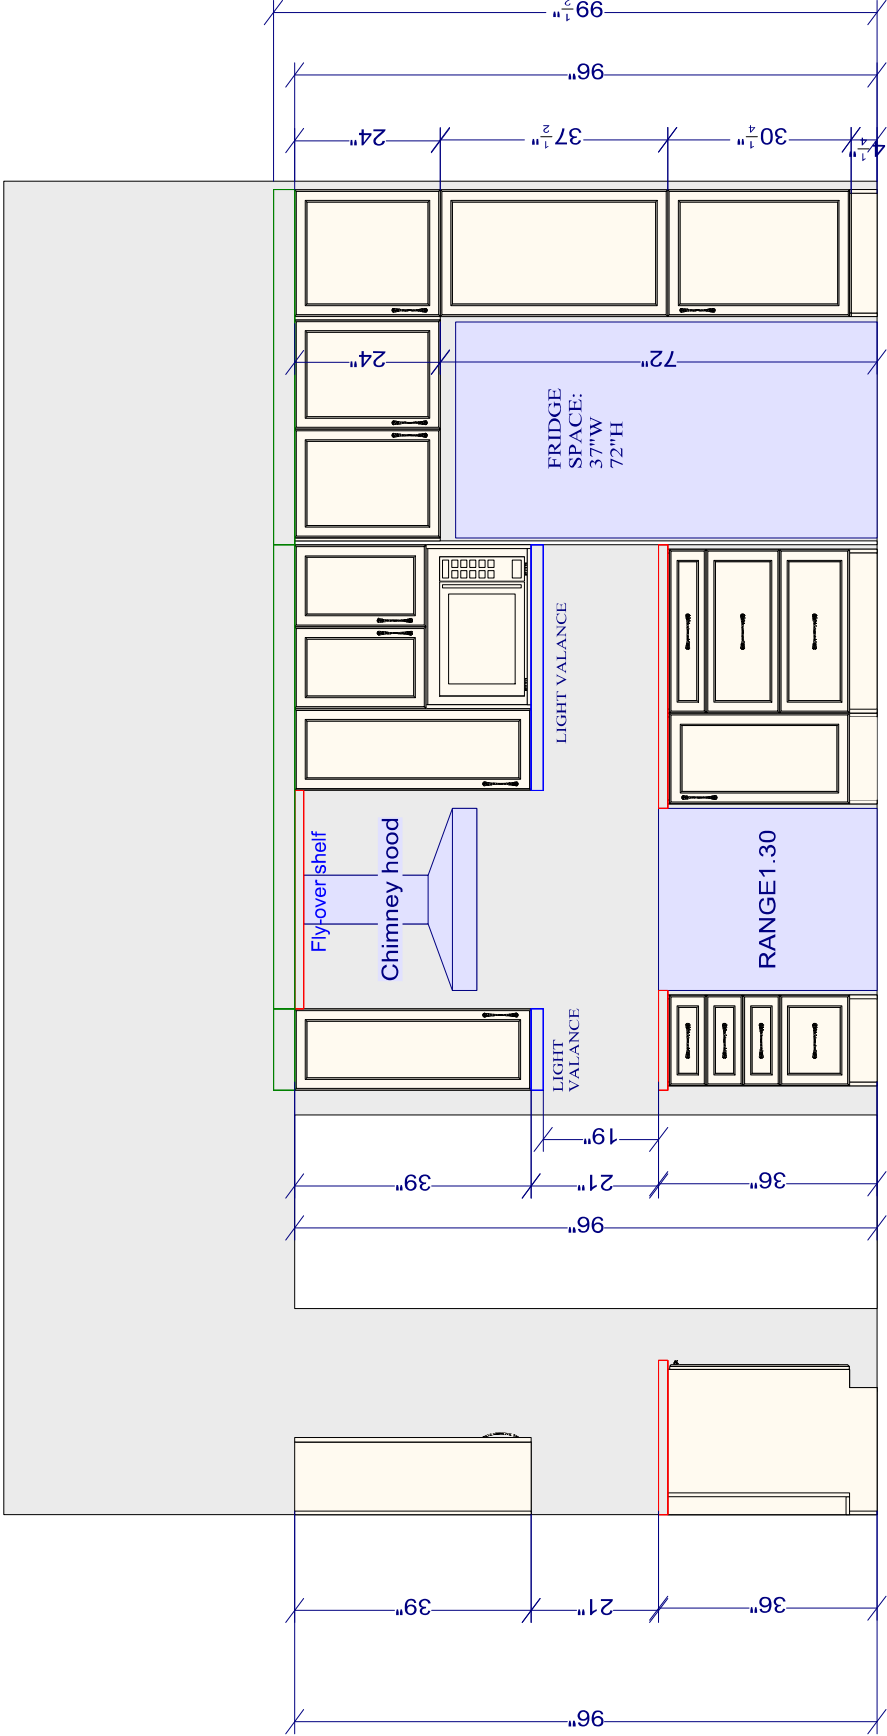 99 1/2"
96"
24"
37 1/2"
30 1/4"
4 1/4"
24"
72"
FRIDGE
SPACE:
37"W
72"H
LIGHT VALANCE
Fly-over shelf
Chimney hood
RANGE1.30
LIGHT
VALANCE
19"
39"
21"
36"
96"
39"
21"
36"
96"